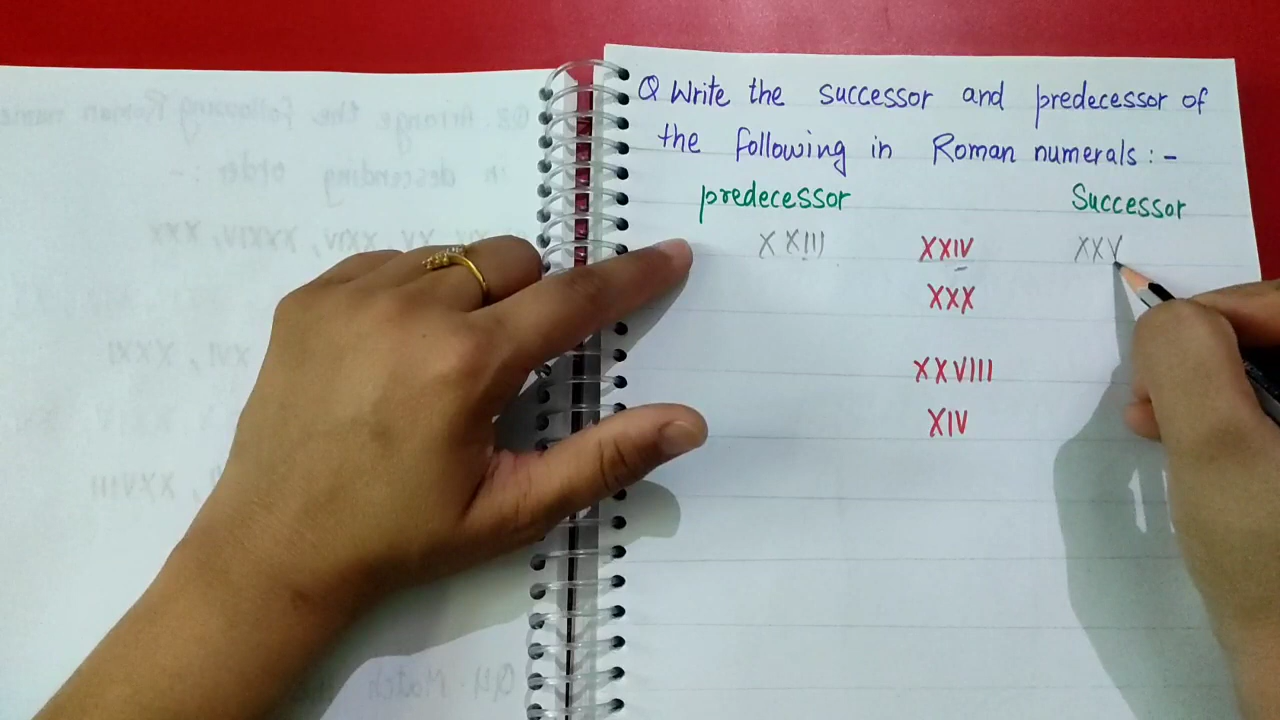 Q Write the successor and predecessor of
the following in Roman numerals : -
predecessor Successor
XXIII XXIV XXV
XXX
XXVIII
XIV